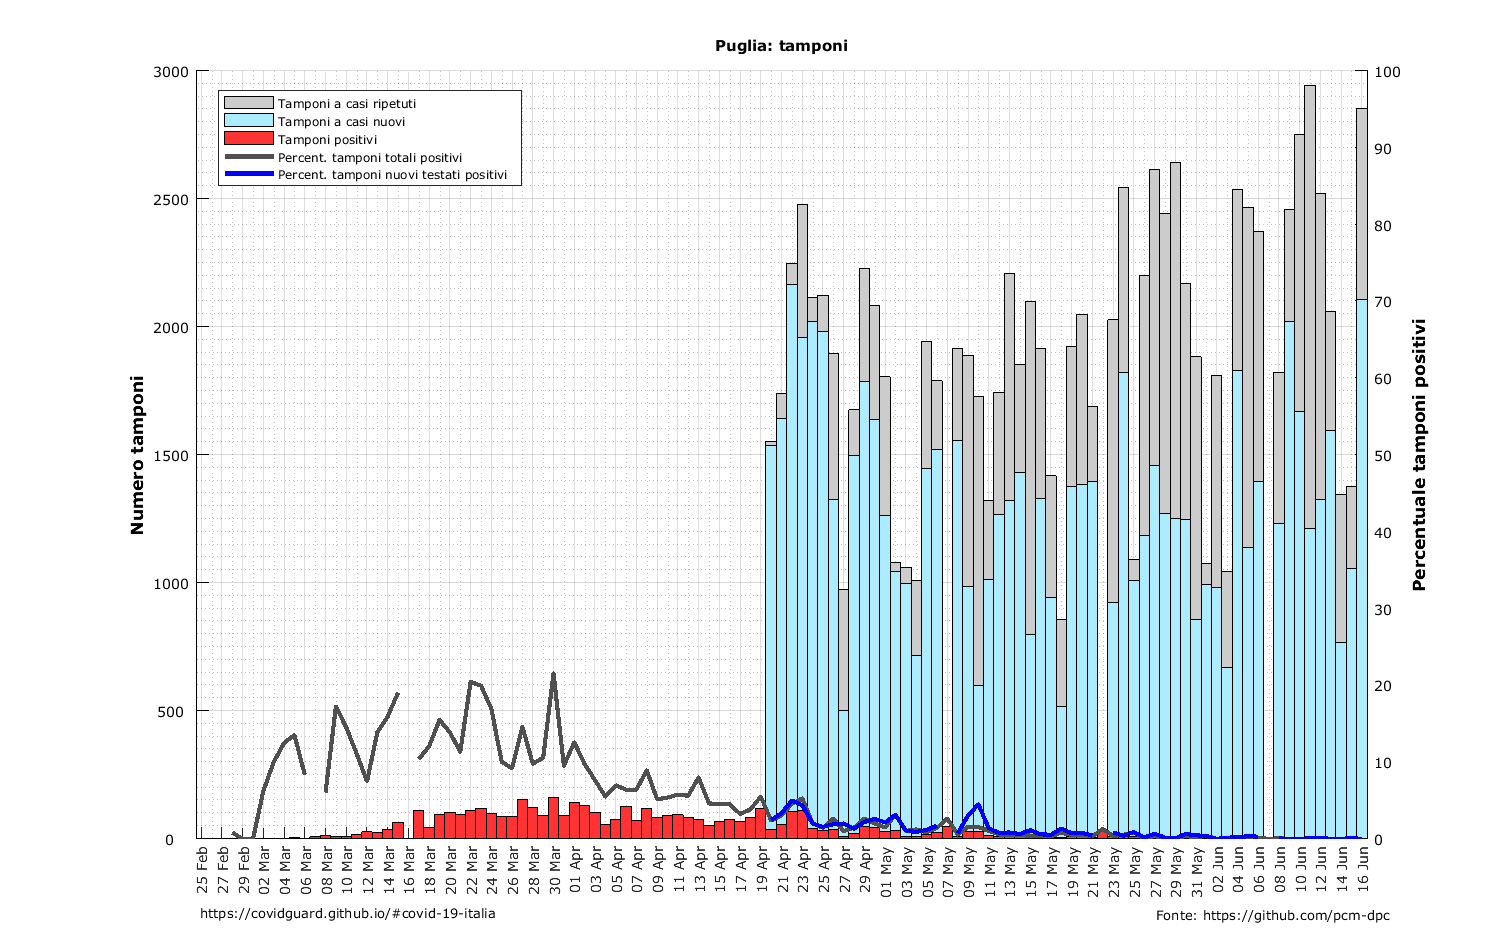 Puglia: tamponi
3000
2500
2000
1500
1000
500
0
100
90
80
70
60
50
40
30
20
10
0
Numero tamponi
Percentuale tamponi positivi
Tamponi a casi ripetuti
Tamponi a casi nuovi
Tamponi positivi
Percent. tamponi totali positivi
Percent. tamponi nuovi testati positivi
25 Feb
27 Feb
29 Feb
02 Mar
04 Mar
06 Mar
08 Mar
10 Mar
12 Mar
14 Mar
16 Mar
18 Mar
20 Mar
22 Mar
24 Mar
26 Mar
28 Mar
30 Mar
01 Apr
03 Apr
05 Apr
07 Apr
09 Apr
11 Apr
13 Apr
15 Apr
17 Apr
19 Apr
21 Apr
23 Apr
25 Apr
27 Apr
29 Apr
01 May
03 May
05 May
07 May
09 May
11 May
13 May
15 May
17 May
19 May
21 May
23 May
25 May
27 May
29 May
31 May
02 Jun
04 Jun
06 Jun
08 Jun
10 Jun
12 Jun
14 Jun
16 Jun
https://covidguard.github.io/#covid-19-italia
Fonte: https://github.com/pcm-dpc